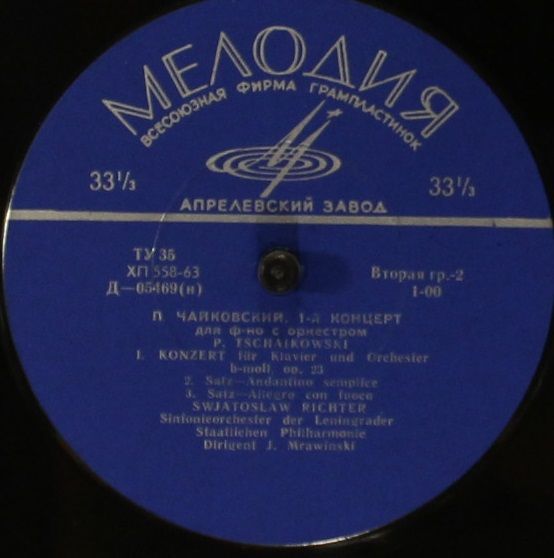 МЕЛОДИЯ
ВСЕСОЮЗНАЯ ФИРМА ГРАМПЛАСТИНОК
33⅓ 33⅓
АПРЕЛЕВСКИЙ ЗАВОД
ТУ 35
ХП 558-63
Д—05469(н)
Вторая гр.-2
1-00
П. ЧАЙКОВСКИЙ. 1-й КОНЦЕРТ
для ф-но с оркестром
P. TSCHAIKOWSKI
1. KONZERT für Klavier und Orchester
b-moll, op. 23
2. Satz—Andantino semplice
3. Satz—Allegro con fuoco
SWJATOSLAW RICHTER
Sinfonieorchester der Leningrader
Staatlichen Philharmonie
Dirigent J. Mrawinski